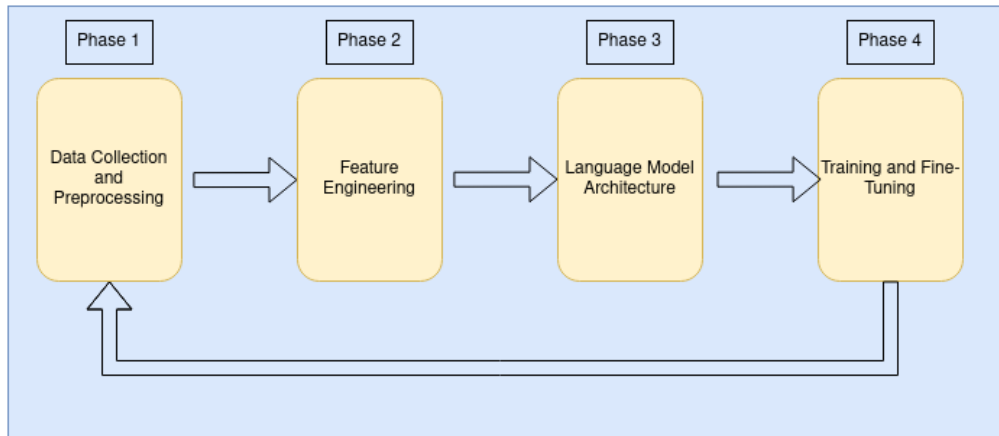 Phase 1
Phase 2
Phase 3
Phase 4
Data Collection
and
Preprocessing
Feature
Engineering
Language Model
Architecture
Training and Fine-
Tuning